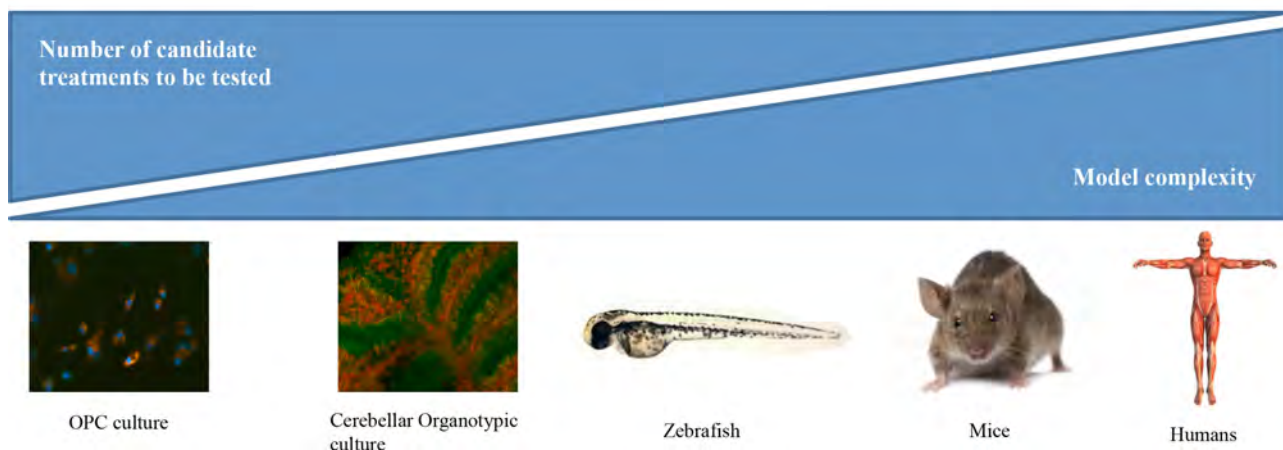 Number of candidate
treatments to be tested
Model complexity
OPC culture
Cerebellar Organotypic
culture
Zebrafish
Mice
Humans